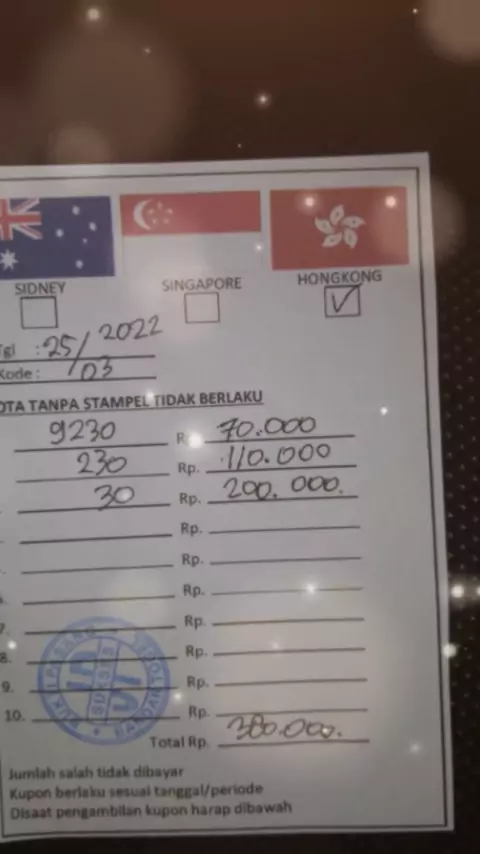 SIDNEY SINGAPORE HONGKONG
Tgl : 25/ 2022
Kode : /03
OTA TANPA STAMPEL TIDAK BERLAKU
9230 R 70.000
230 Rp. 110.000
30 Rp. 200.000.
Rp.
Rp.
Rp.
7. Rp.
8. Rp.
9. Rp.
10. Rp.
Total Rp. 380.000.
SUKSES
Jumlah salah tidak dibayar
Kupon berlaku sesuai tanggal/periode
Disaat pengambilan kupon harap dibawah